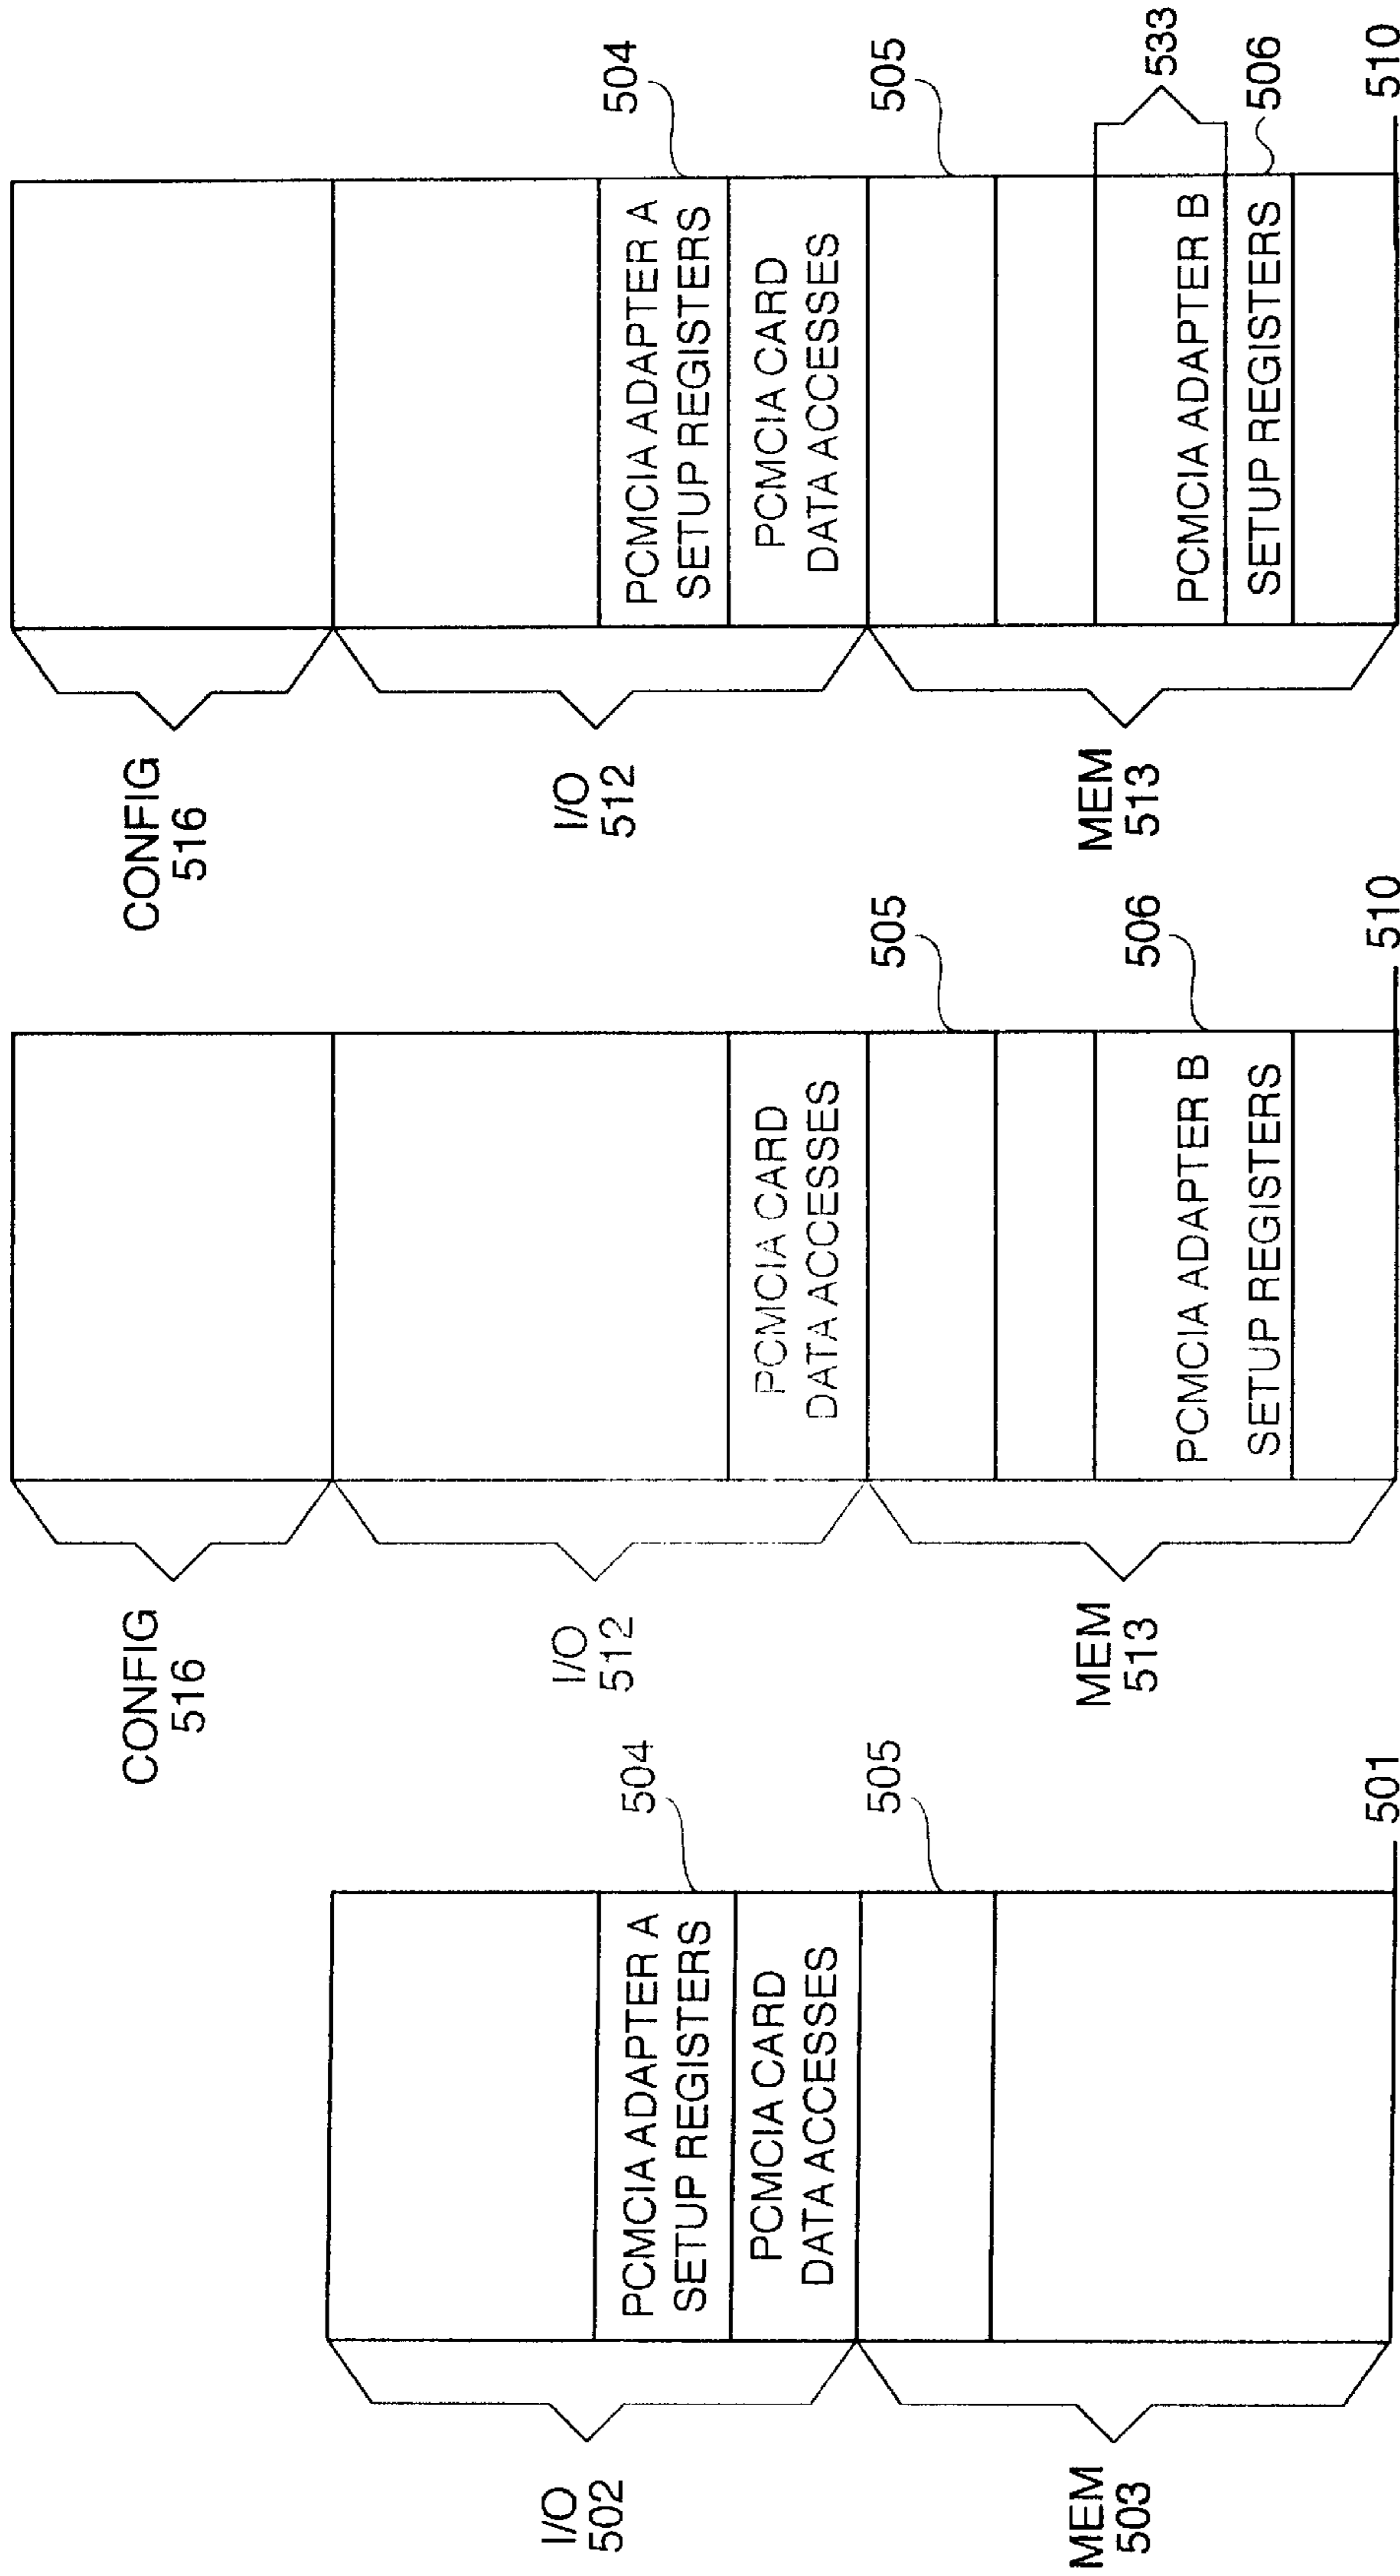 I/O
502
MEM
503
PCMCIA ADAPTER A
SETUP REGISTERS
PCMCIA CARD
DATA ACCESSES
504
505
501
CONFIG
516
I/O
512
MEM
513
PCMCIA CARD
DATA ACCESSES
PCMCIA ADAPTER B
SETUP REGISTERS
505
506
510
CONFIG
516
I/O
512
MEM
513
PCMCIA ADAPTER A
SETUP REGISTERS
PCMCIA CARD
DATA ACCESSES
PCMCIA ADAPTER B
SETUP REGISTERS
504
505
533
506
510